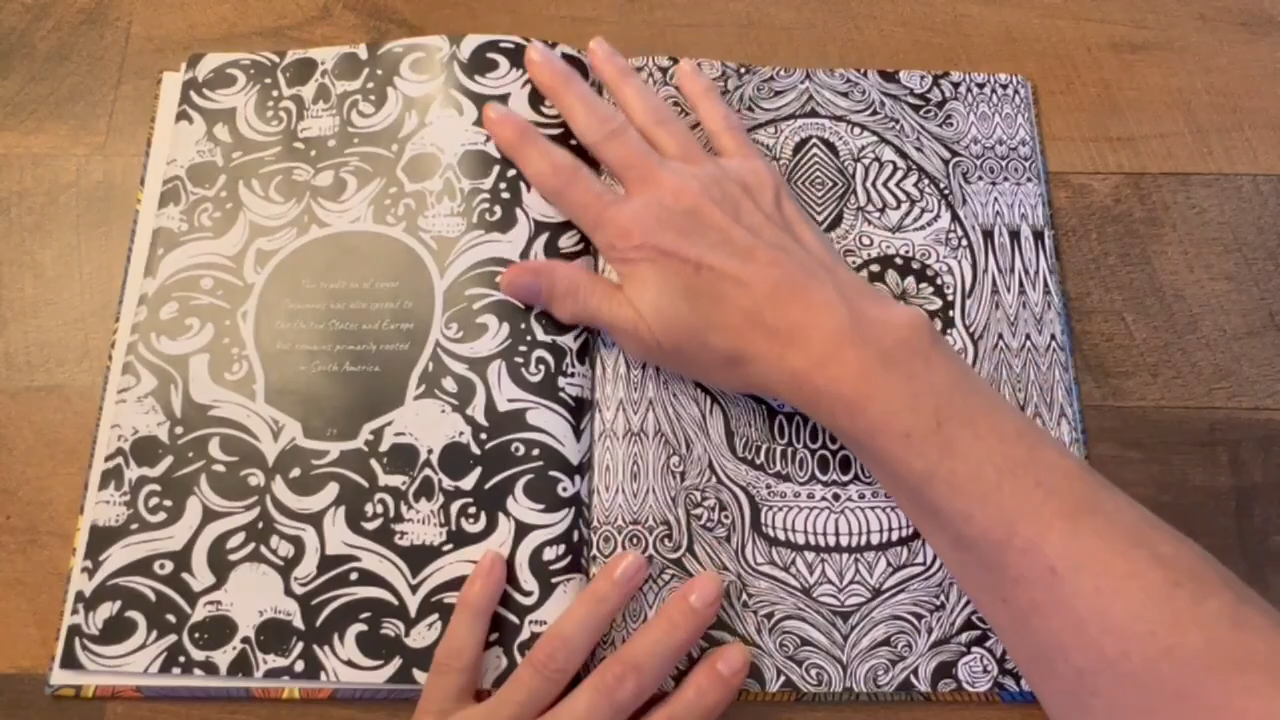 The tradition of sugar
has also spread to
the United States and Europe
but remains primarily rooted
in South America